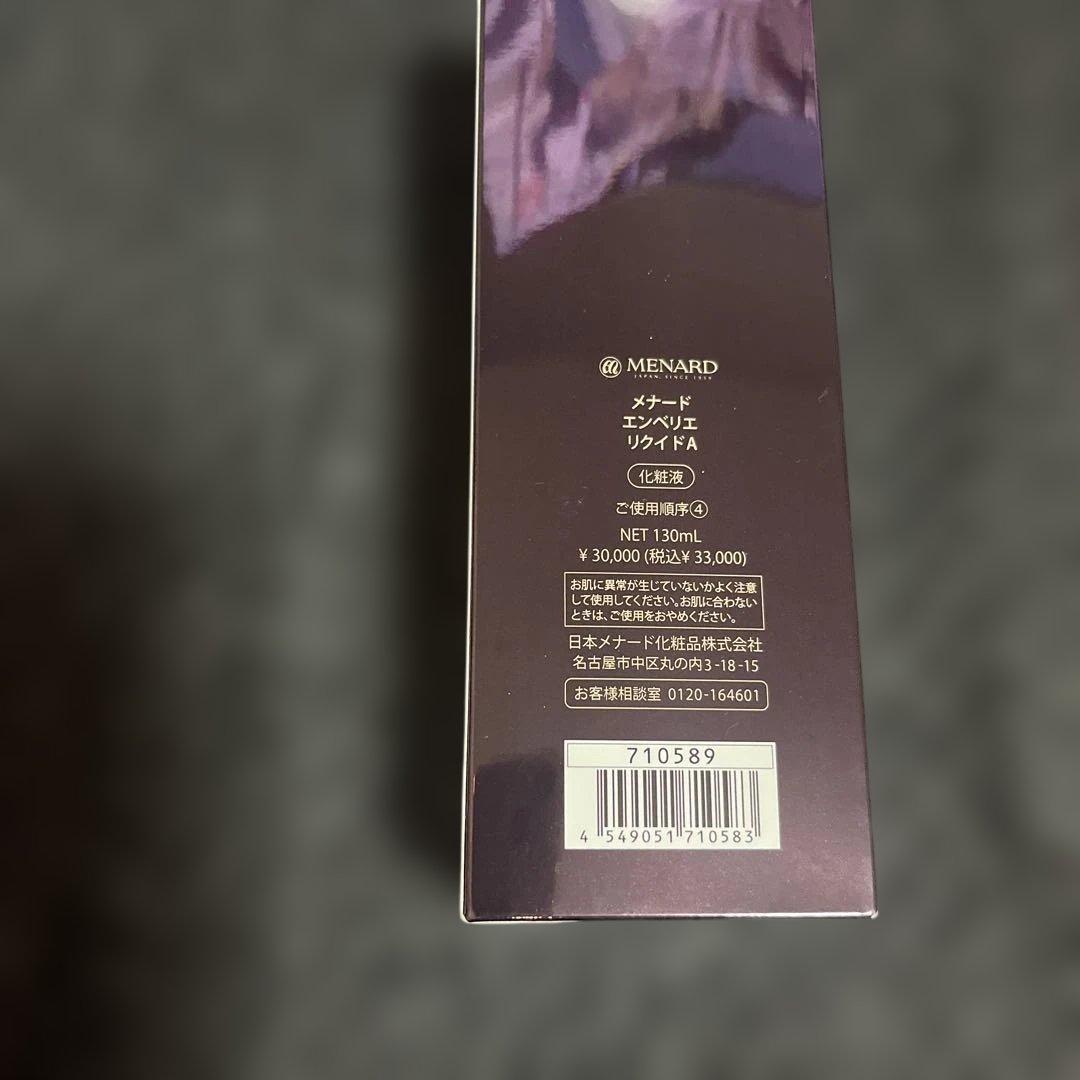 MENARD
JAPAN, SINCE 1959
メナード
エンベリエ
リクイドA
化粧液
ご使用順序④
NET 130mL
¥30,000 (税込¥33,000)
お肌に異常が生じていないかよく注意
して使用してください。お肌に合わない
ときは、ご使用をおやめください。
日本メナード化粧品株式会社
名古屋市中区丸の内3-18-15
お客様相談室 0120-164601
710589
4 549051 710583